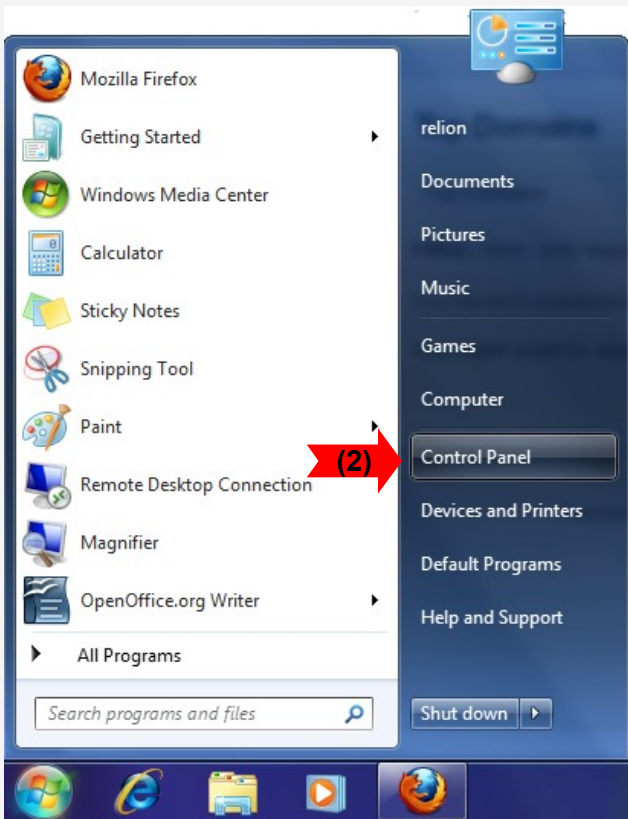 Mozilla Firefox
Getting Started
Windows Media Center
Calculator
Sticky Notes
Snipping Tool
Paint
Remote Desktop Connection
Magnifier
OpenOffice.org Writer
All Programs
Search programs and files
relion
Documents
Pictures
Music
Games
Computer
(2)
Control Panel
Devices and Printers
Default Programs
Help and Support
Shut down